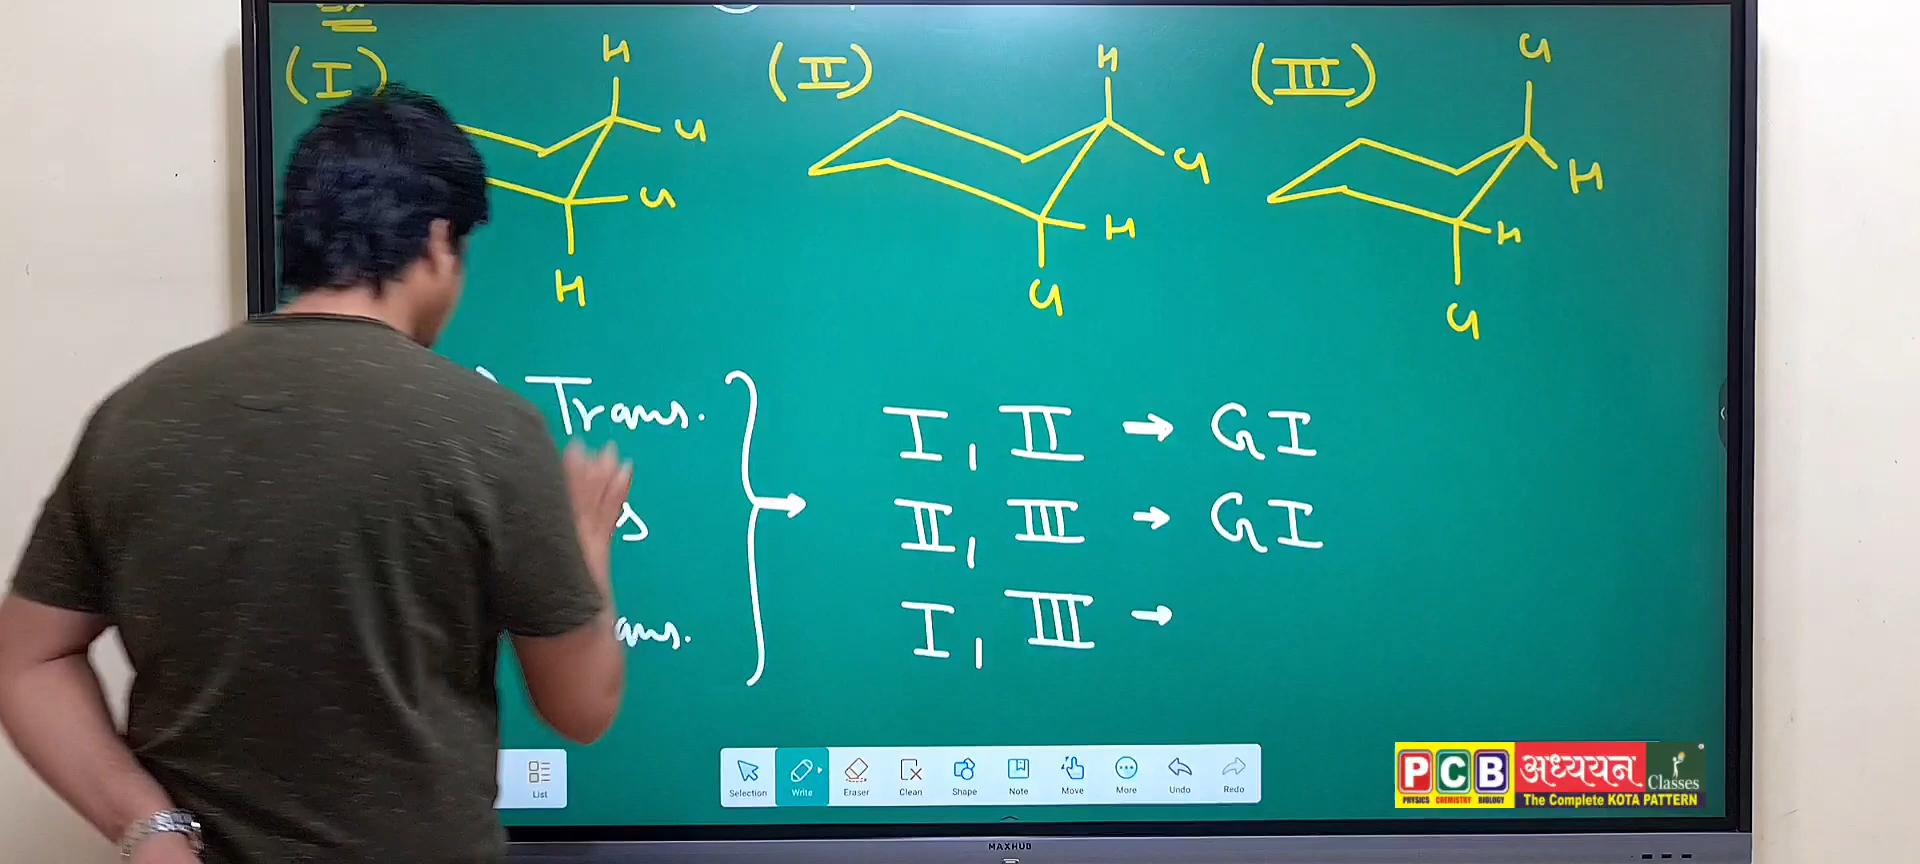 (I)
H
Cl
Cl
H
(II)
H
Cl
H
Cl
(III)
Cl
H
H
Cl
Trans.
s
ans.
I, II → GI
II, III → GI
I, III →
List
Selection
Write
Eraser
Clean
Shape
Note
Move
More
Undo
Redo
PCB अध्ययन Classes
PHYSICS CHEMISTRY BIOLOGY
The Complete KOTA PATTERN
MAXHUB